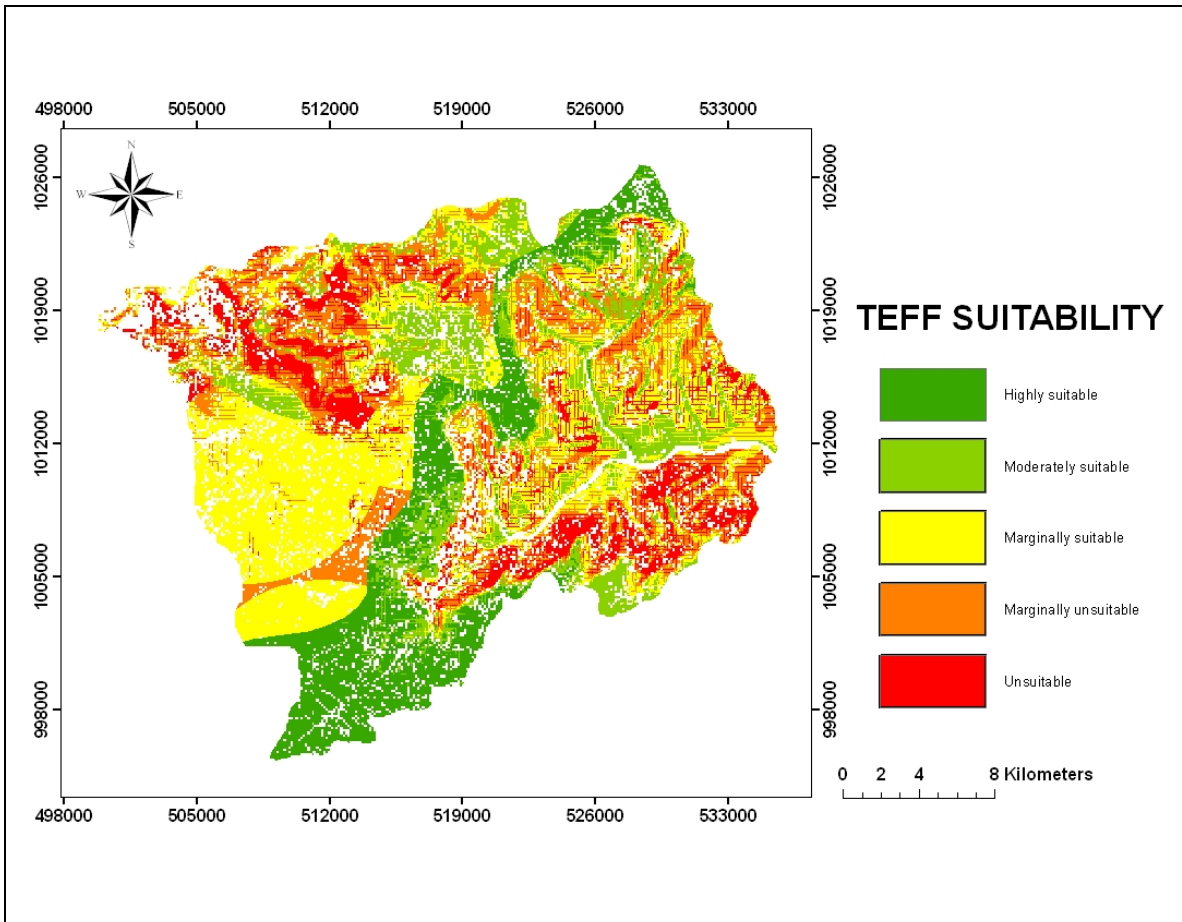 498000 505000 512000 519000 526000 533000
N
W E
S
1026000 1026000
1019000 1019000
1012000 1012000
1005000 1005000
998000 998000
498000 505000 512000 519000 526000 533000
TEFF SUITABILITY
Highly suitable
Moderately suitable
Marginally suitable
Marginally unsuitable
Unsuitable
0 2 4 8 Kilometers